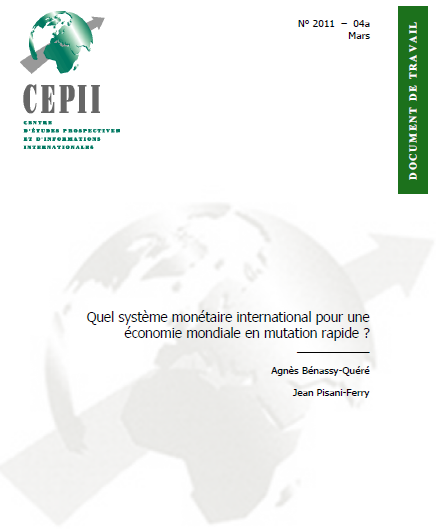 N° 2011 – 04a
Mars
DOCUMENT DE TRAVAIL
CEPII
CENTRE
D'ÉTUDES PROSPECTIVES
ET D'INFORMATIONS
INTERNATIONALES
Quel système monétaire international pour une
économie mondiale en mutation rapide ?
Agnès Bénassy-Quéré
Jean Pisani-Ferry